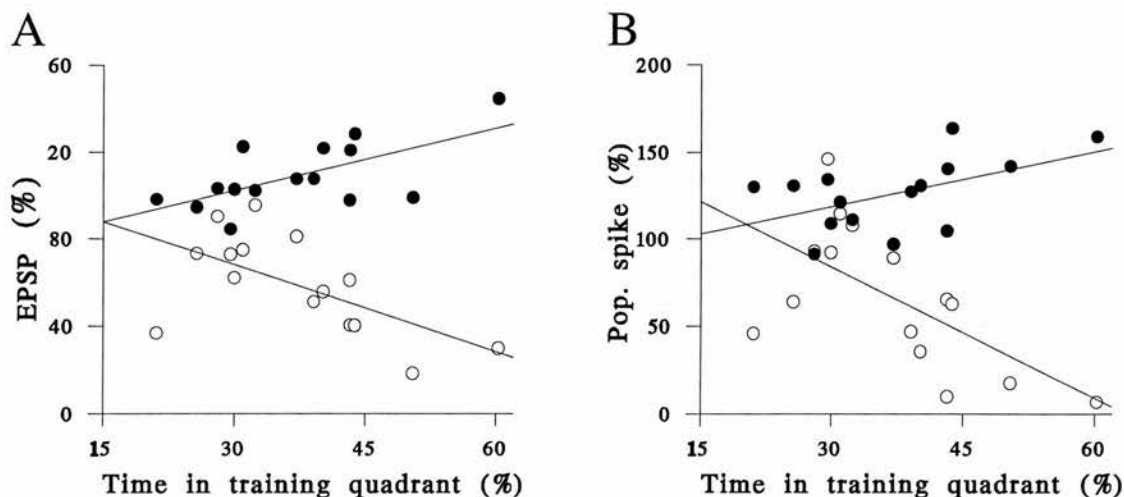 A
B
60
20
80
40
0
EPSP (%)
15 30 45 60
Time in training quadrant (%)
200
150
100
50
0
Pop. spike (%)
15 30 45 60
Time in training quadrant (%)